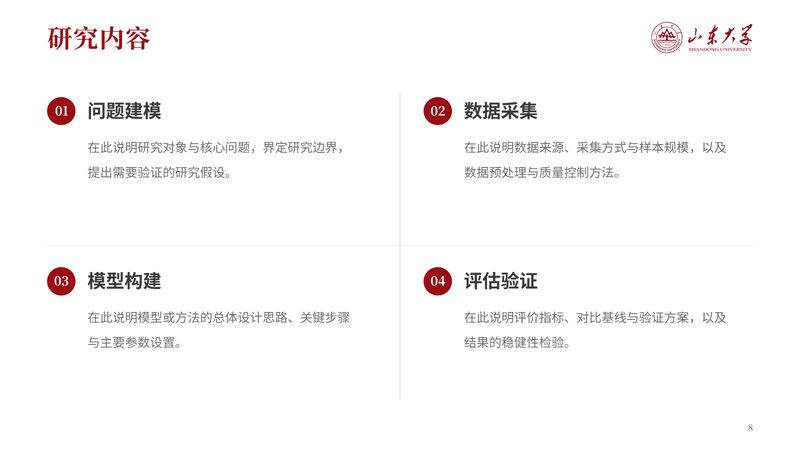 研究内容
山东大学
SHANDONG UNIVERSITY
01 问题建模
在此说明研究对象与核心问题，界定研究边界，
提出需要验证的研究假设。
02 数据采集
在此说明数据来源、采集方式与样本规模，以及
数据预处理与质量控制方法。
03 模型构建
在此说明模型或方法的总体设计思路、关键步骤
与主要参数设置。
04 评估验证
在此说明评价指标、对比基线与验证方案，以及
结果的稳健性检验。
8